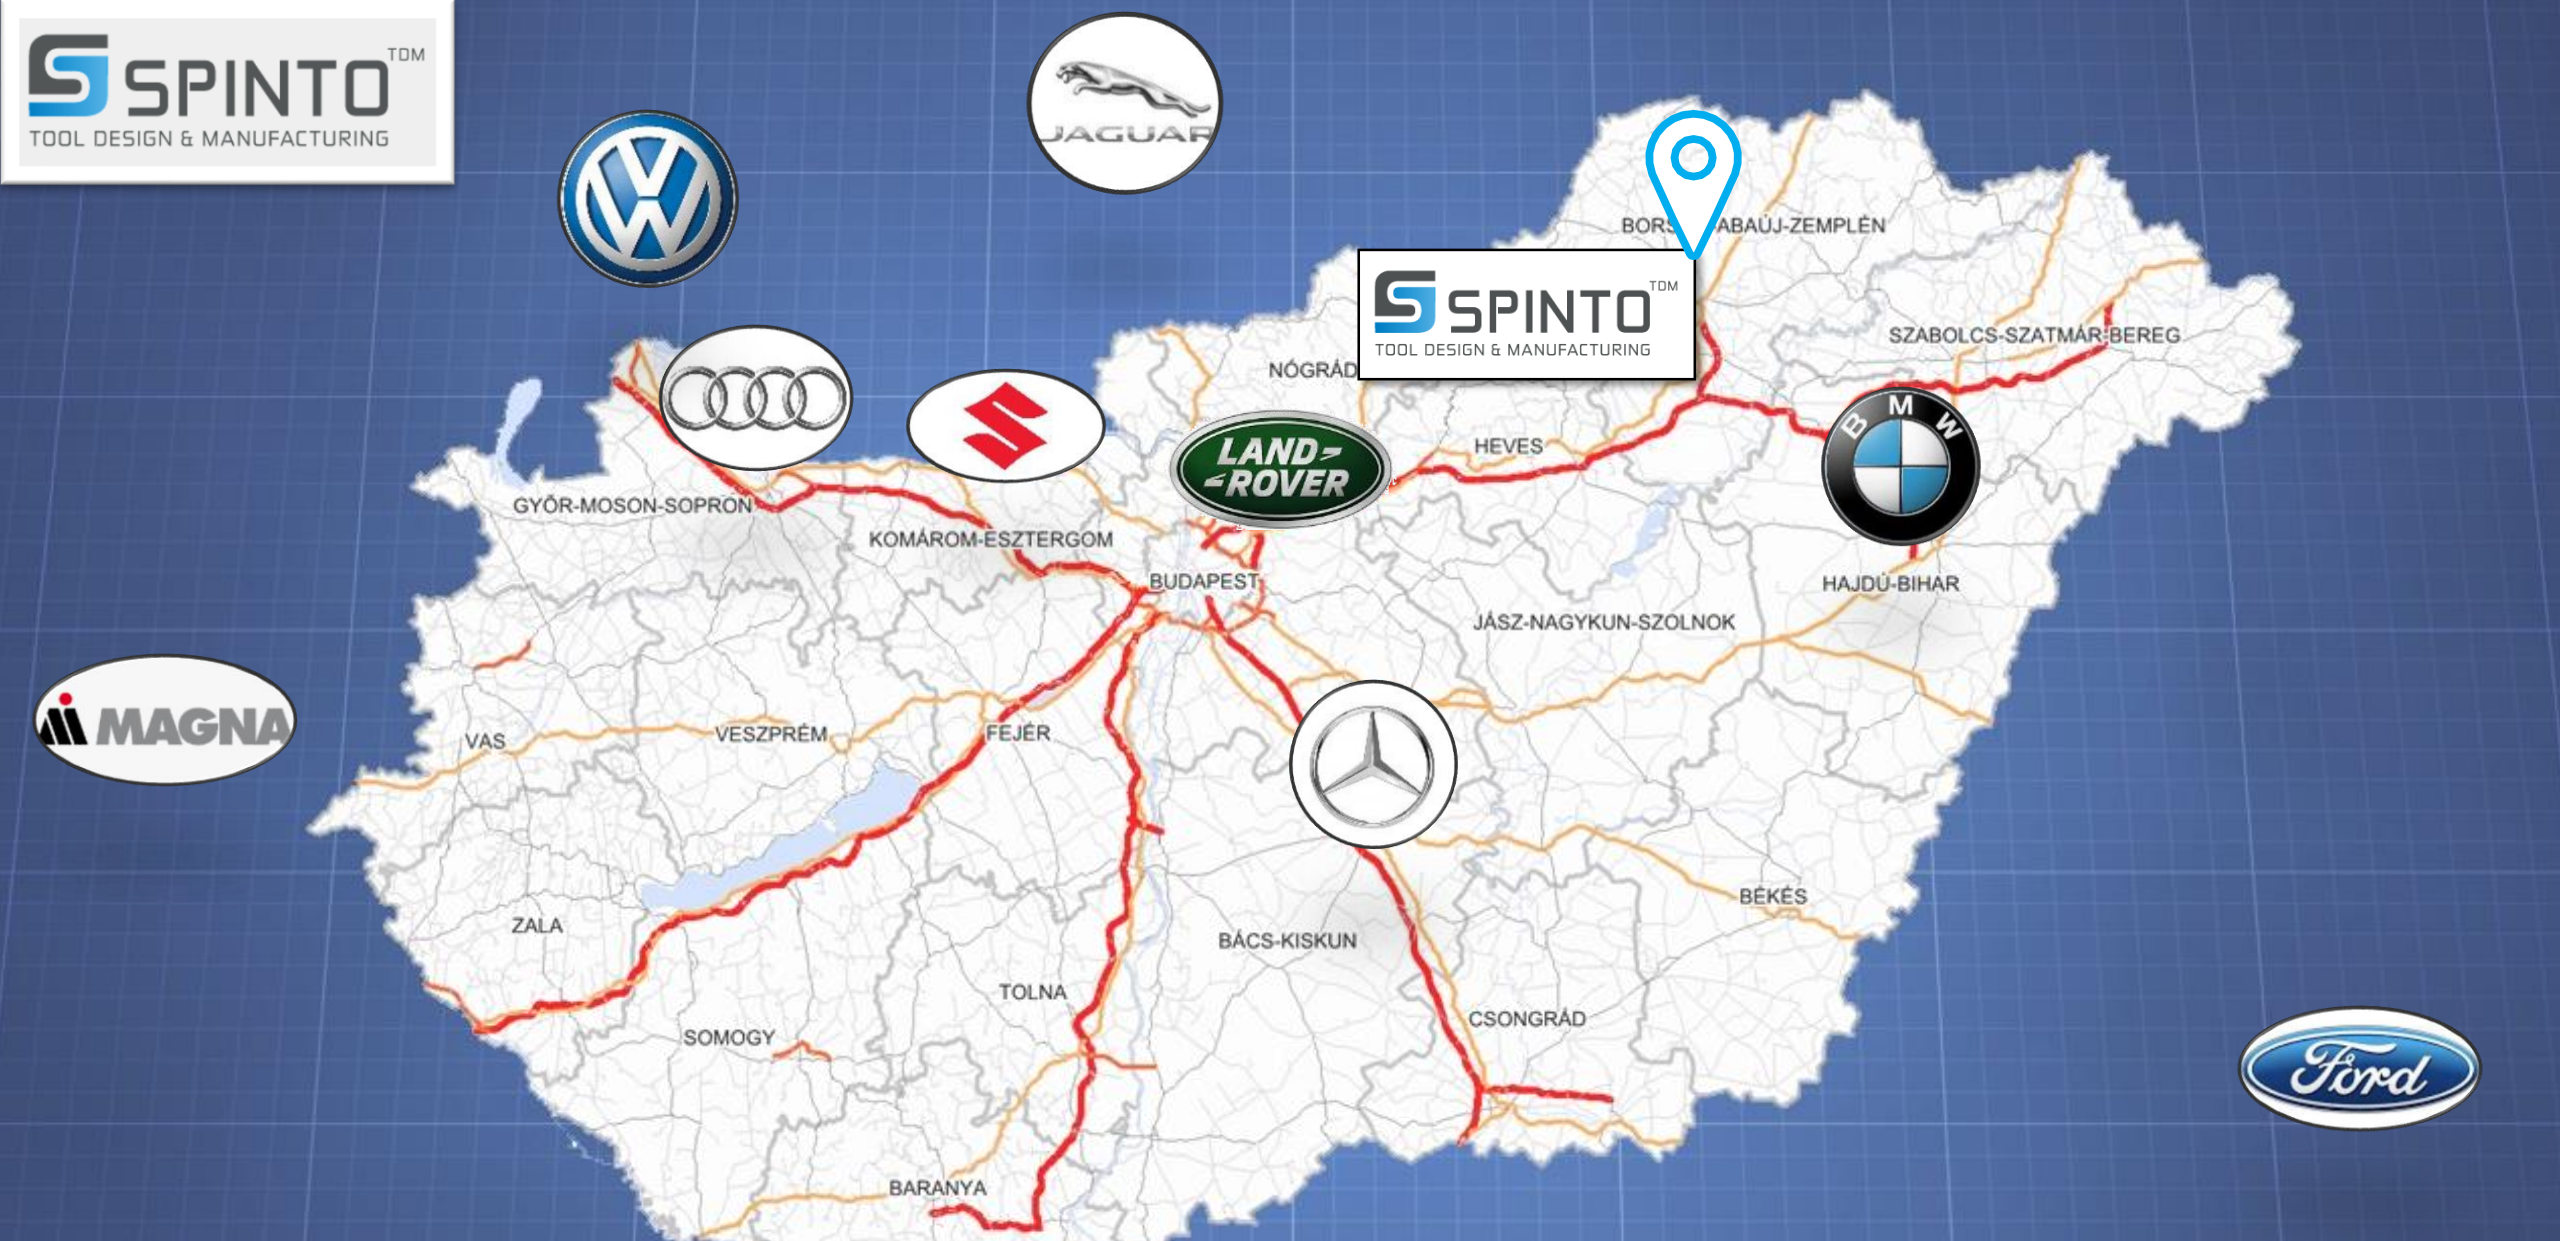 SPINTO TDM
TOOL DESIGN & MANUFACTURING
JAGUAR
VW
BORS ABAÚJ-ZEMPLÉN
SPINTO TDM
TOOL DESIGN & MANUFACTURING
SZABOLCS-SZATMÁR-BEREG
NÓGRÁD
BMW
HEVES
LAND-
-ROVER
GYŐR-MOSON-SOPRON
KOMÁROM-ESZTERGOM
BUDAPEST
HAJDÚ-BIHAR
JÁSZ-NAGYKUN-SZOLNOK
MAGNA
VAS
VESZPRÉM
FEJÉR
BÉKÉS
ZALA
BÁCS-KISKUN
TOLNA
CSONGRÁD
SOMOGY
Ford
BARANYA